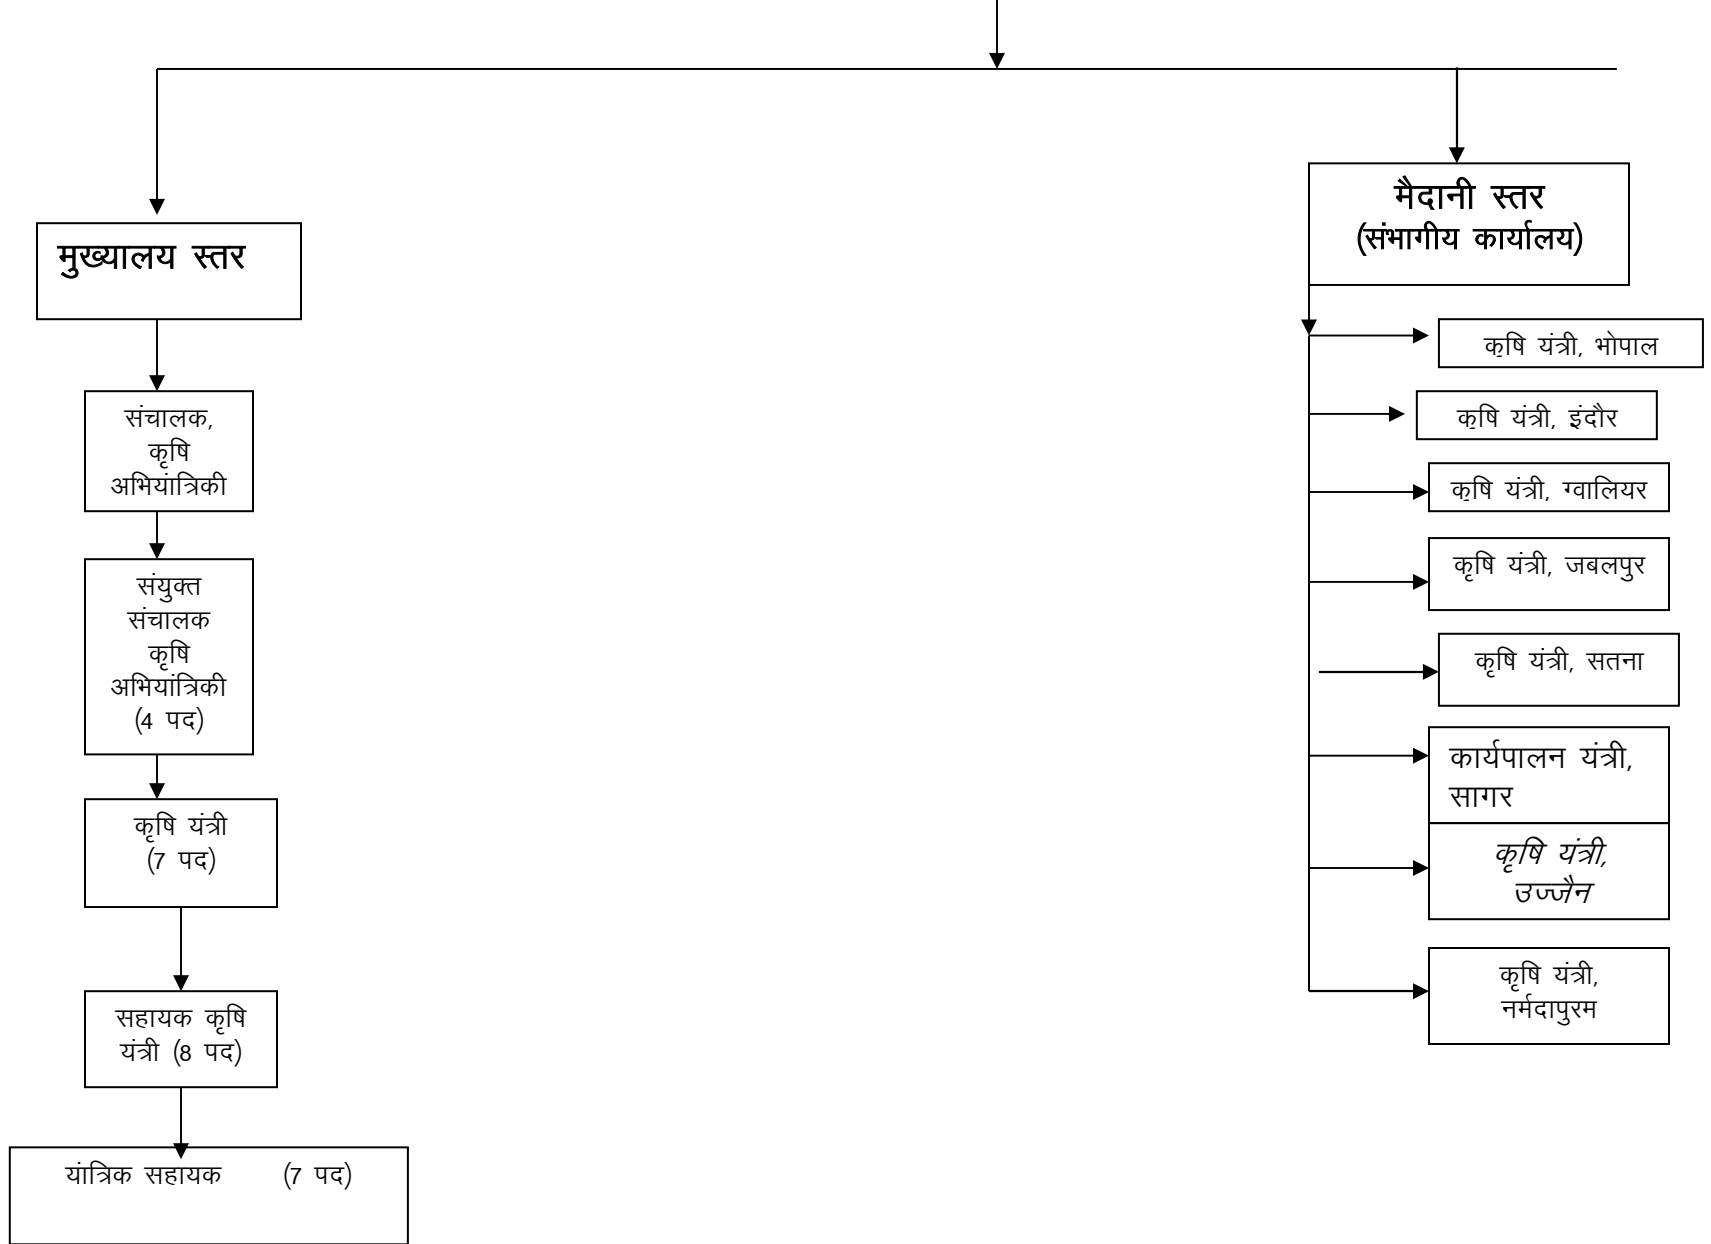 मुख्यालय स्तर
संचालक,
कृषि
अभियांत्रिकी
संयुक्त
संचालक
कृषि
अभियांत्रिकी
(4 पद)
कृषि यंत्री
(7 पद)
सहायक कृषि
यंत्री (8 पद)
यांत्रिक सहायक (7 पद)
मैदानी स्तर
(संभागीय कार्यालय)
कृषि यंत्री, भोपाल
कृषि यंत्री, इंदौर
कृषि यंत्री, ग्वालियर
कृषि यंत्री, जबलपुर
कृषि यंत्री, सतना
कार्यपालन यंत्री,
सागर
कृषि यंत्री,
उज्जैन
कृषि यंत्री,
नर्मदापुरम